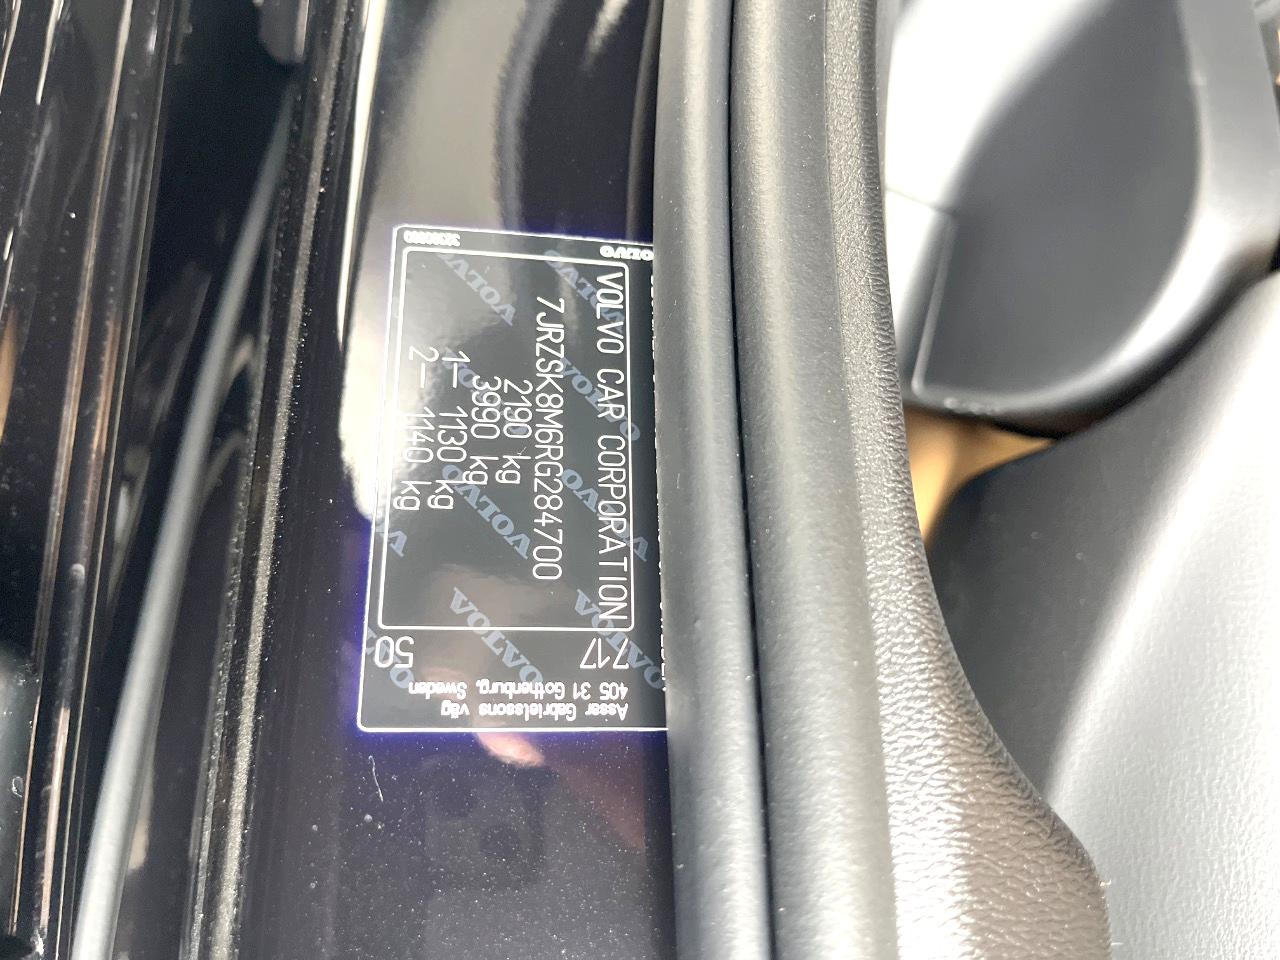 VOLVO
VOLVO CAR CORPORATION
7JRZSK8M6RG284700
2190 kg
3990 kg
1– 1130 kg
2– 1140 kg
717
50
Assar Gabrielssons väg
405 31 Gothenburg, Sweden